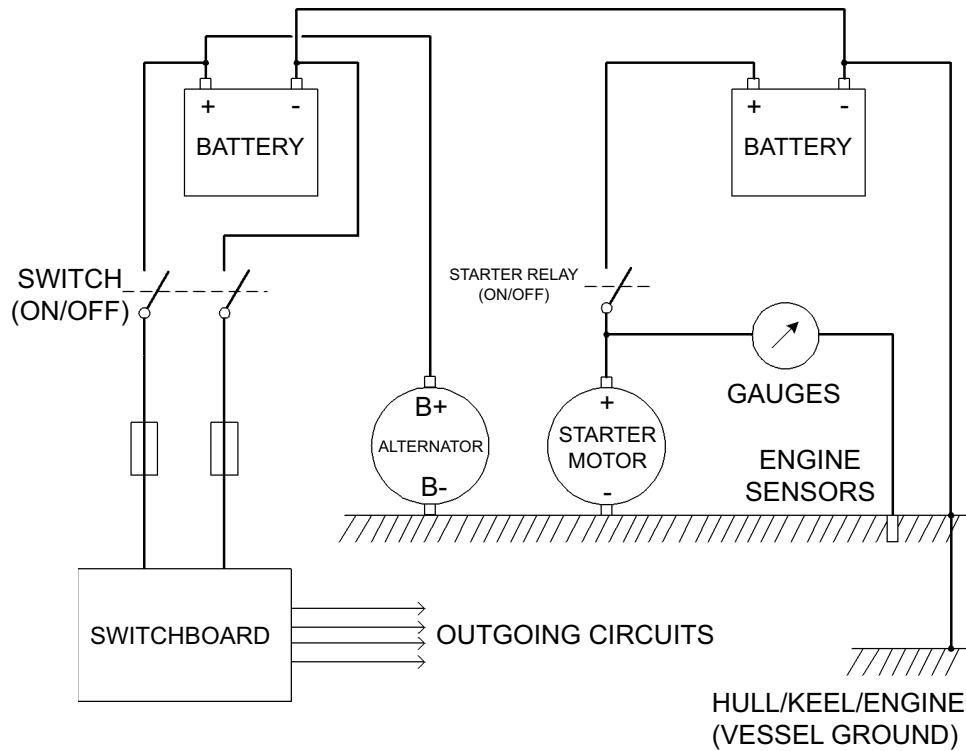 + -
BATTERY
+ -
BATTERY
SWITCH
(ON/OFF)
STARTER RELAY
(ON/OFF)
GAUGES
B+
ALTERNATOR
B-
+
STARTER
MOTOR
-
ENGINE
SENSORS
SWITCHBOARD
OUTGOING CIRCUITS
HULL/KEEL/ENGINE
(VESSEL GROUND)